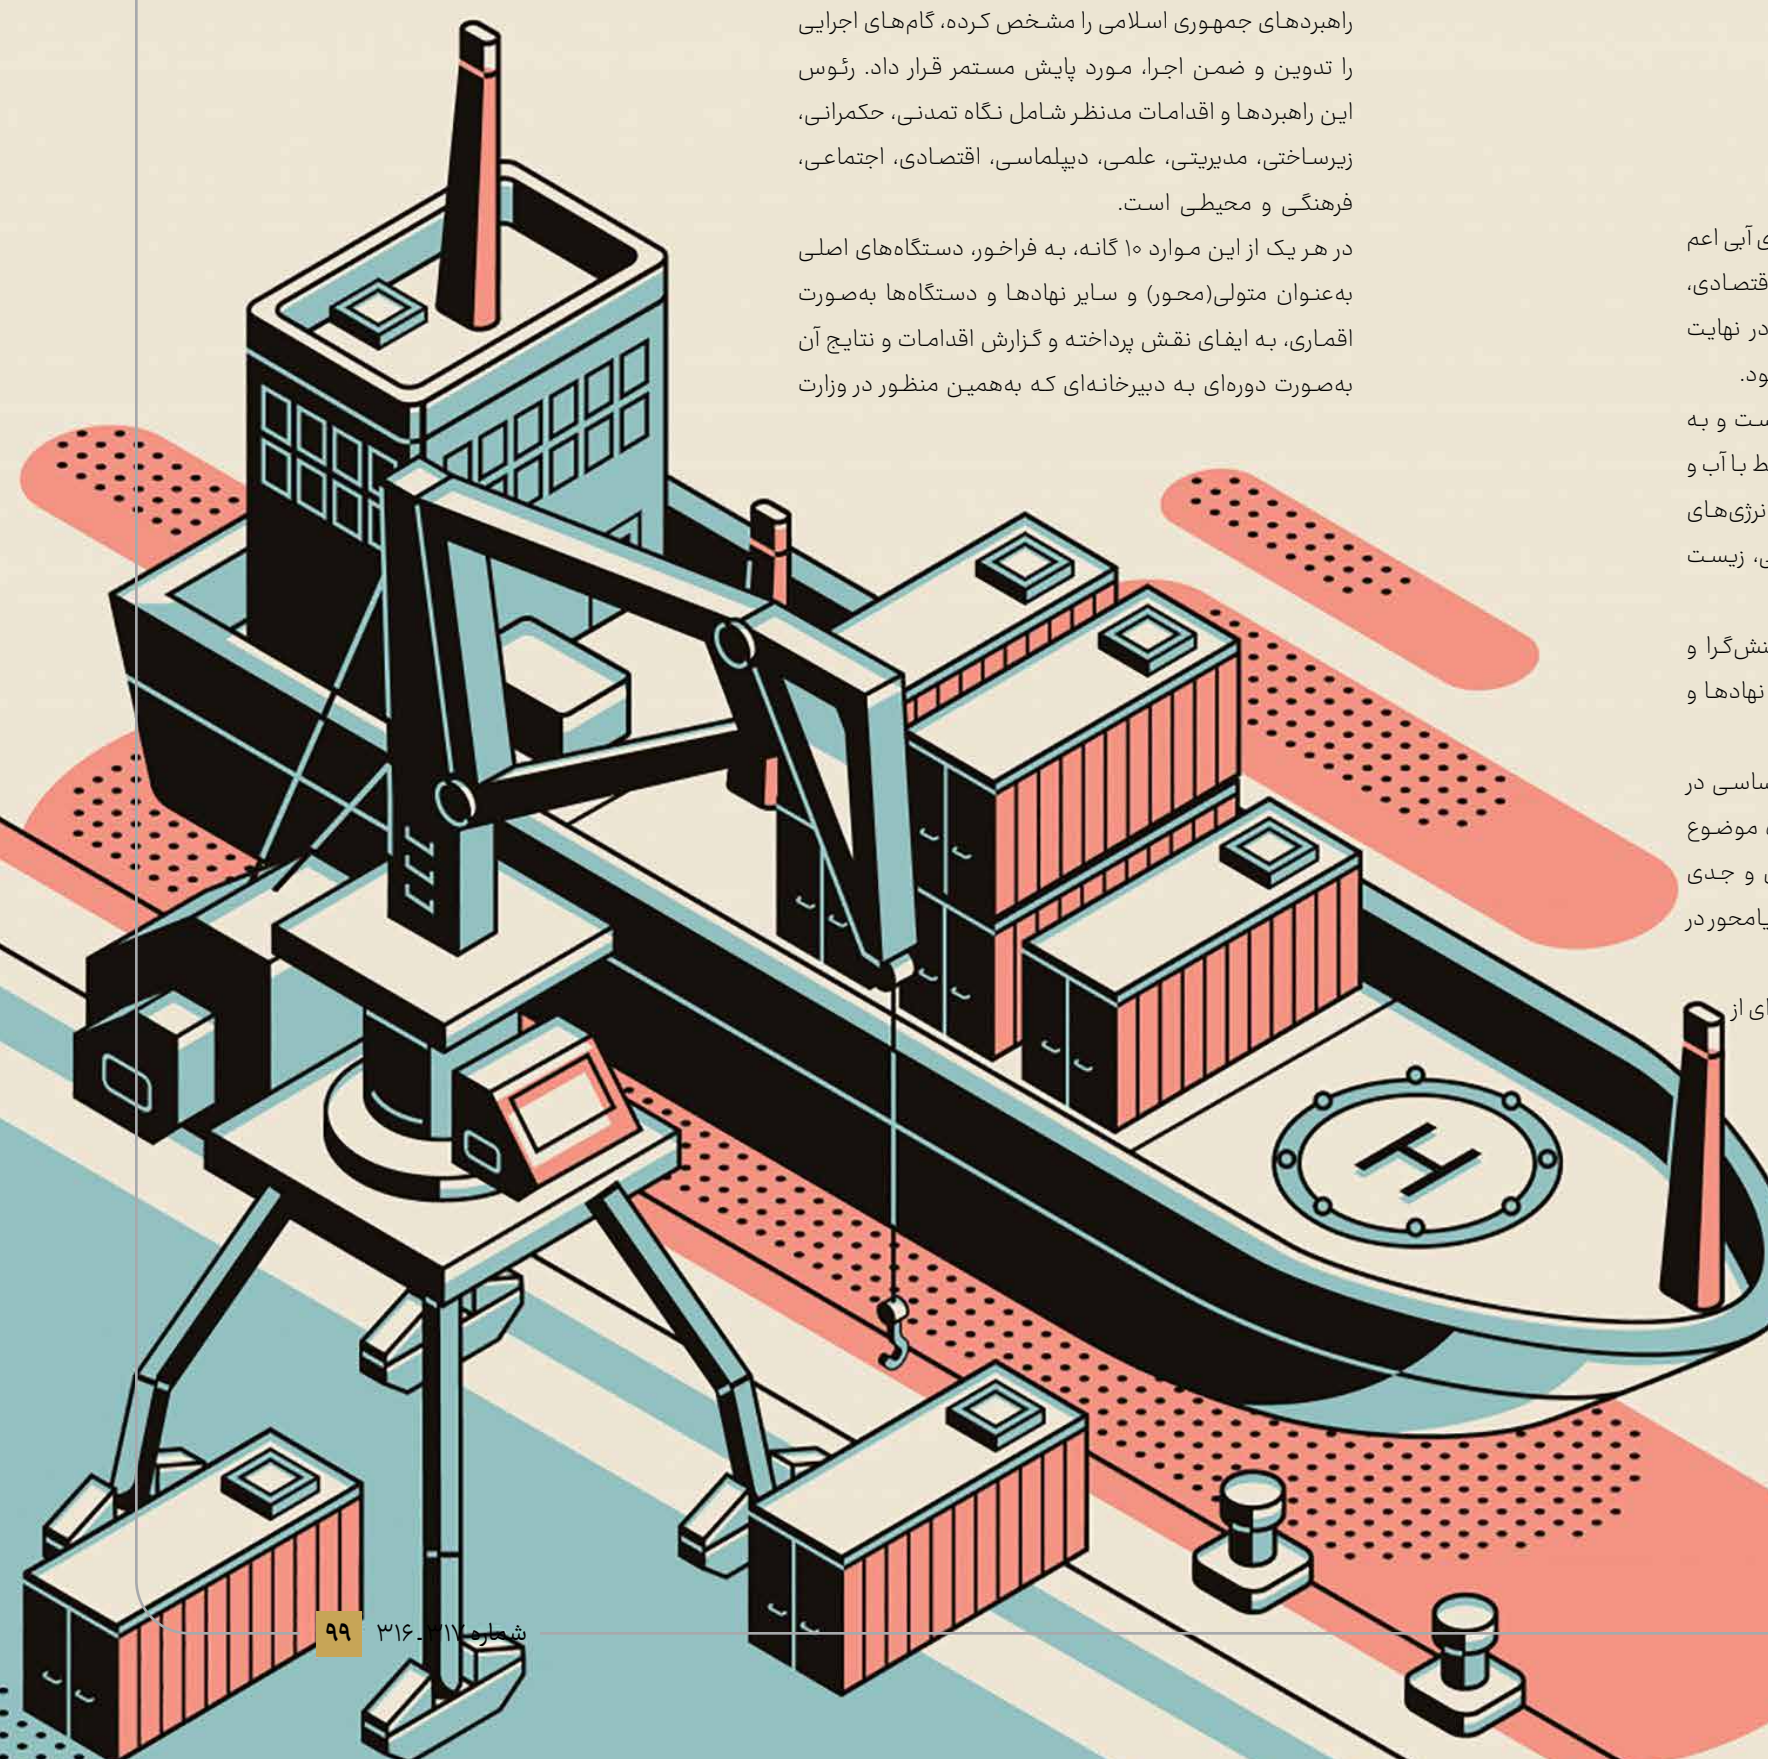 ی آبی اعم
قتصادی،
در نهایت
ود.
ست و به
ط با آب و
نرژی‌های
ی، زیست
نش‌گرا و
نهادها و
ساسی در
موضوع
و جدی
یامحور در
ای از
راهبردهای جمهوری اسلامی را مشخص کرده، گام‌های اجرایی
را تدوین و ضمن اجرا، مورد پایش مستمر قرار داد. رئوس
این راهبردها و اقدامات مدنظر شامل نگاه تمدنی، حکمرانی،
زیرساختی، مدیریتی، علمی، دیپلماسی، اقتصادی، اجتماعی،
فرهنگی و محیطی است.
در هر یک از این موارد ۱۰ گانه، به فراخور، دستگاه‌های اصلی
به‌عنوان متولی(محور) و سایر نهادها و دستگاه‌ها به‌صورت
اقماری، به ایفای نقش پرداخته و گزارش اقدامات و نتایج آن
به‌صورت دوره‌ای به دبیرخانه‌ای که به‌همین منظور در وزارت
H
شماره ۳۱۷ - ۳۱۶ ۹۹